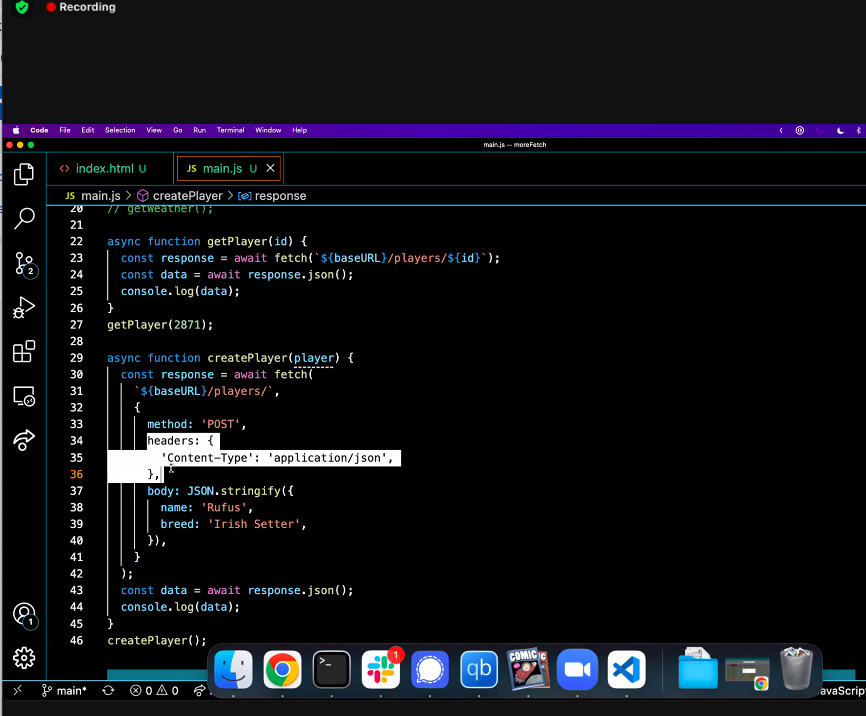 Recording
Code File Edit Selection View Go Run Terminal Window Help
main.js — moreFetch
index.html U
JS main.js U
JS main.js > createPlayer > response
20 // getWeather();
21
22 async function getPlayer(id) {
23 const response = await fetch(`${baseURL}/players/${id}`);
24 const data = await response.json();
25 console.log(data);
26 }
27 getPlayer(2871);
28
29 async function createPlayer(player) {
30 const response = await fetch(
31 `${baseURL}/players/`,
32 {
33 method: 'POST',
34 headers: {
35 'Content-Type': 'application/json',
36 },
37 body: JSON.stringify({
38 name: 'Rufus',
39 breed: 'Irish Setter',
40 }),
41 }
42 );
43 const data = await response.json();
44 console.log(data);
45 }
46 createPlayer();
2
1
1
qb
COMIC
main* 0 0